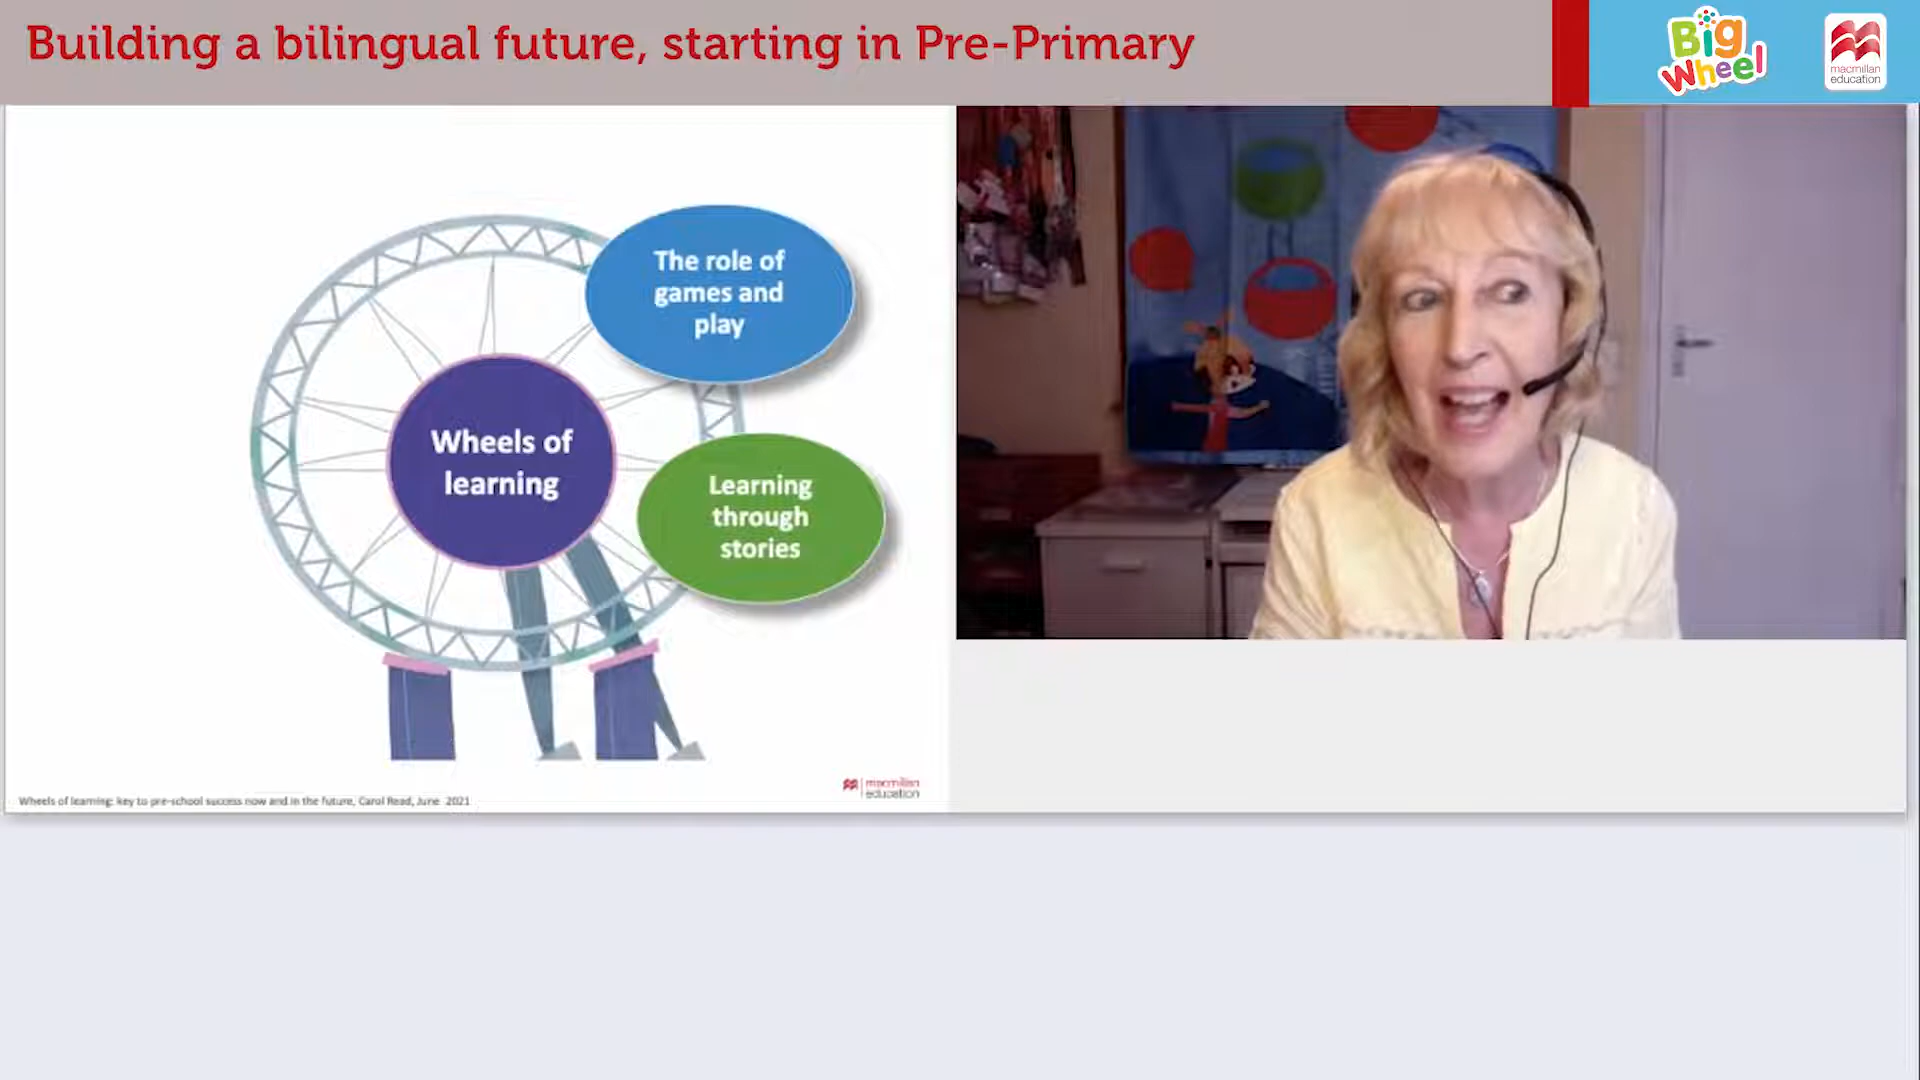 Building a bilingual future, starting in Pre-Primary
Big
Wheel
macmillan
education
The role of
games and
play
Wheels of
learning
Learning
through
stories
macmillan
education
Wheels of learning: key to pre-school success now and in the future, Carol Read, June 2021